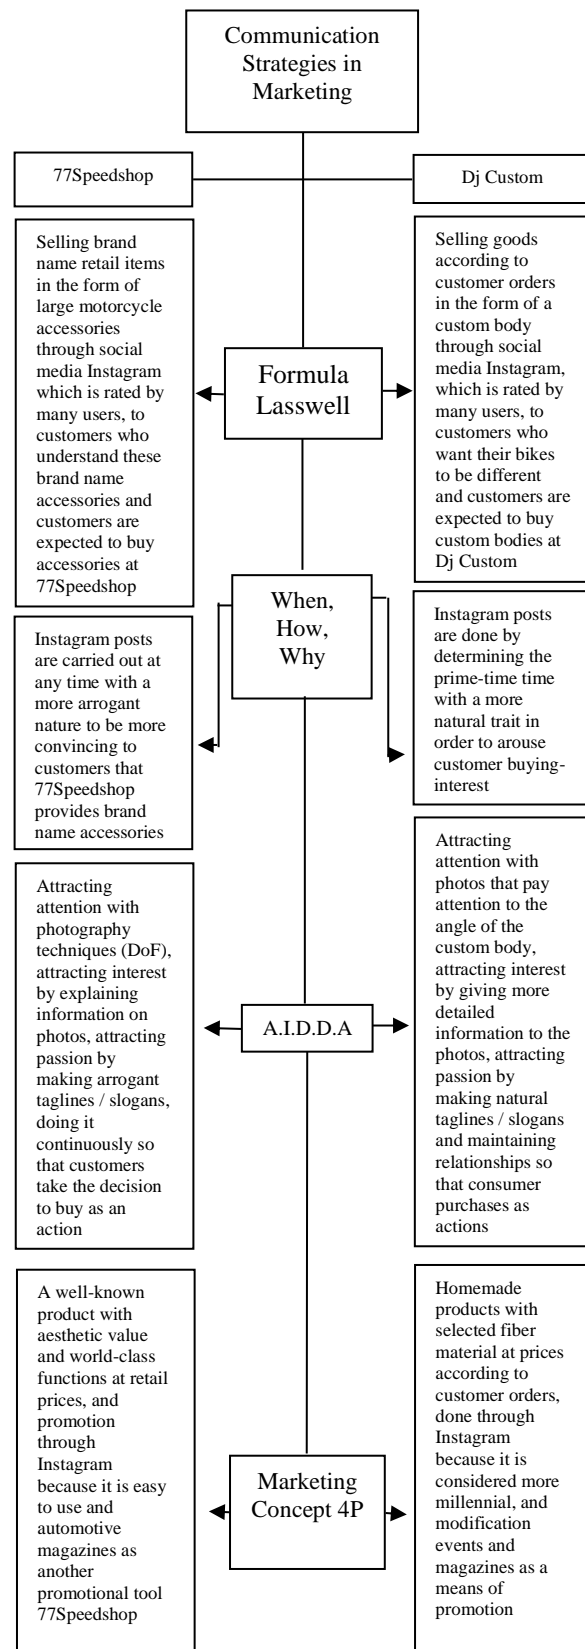 Communication
Strategies in
Marketing
77Speedshop
Dj Custom
Selling brand
name retail items
in the form of
large motorcycle
accessories
through social
media Instagram
which is rated by
many users, to
customers who
understand these
brand name
accessories and
customers are
expected to buy
accessories at
77Speedshop
Formula
Lasswell
Selling goods
according to
customer orders
in the form of a
custom body
through social
media Instagram,
which is rated by
many users, to
customers who
want their bikes
to be different
and customers are
expected to buy
custom bodies at
Dj Custom
Instagram posts
are carried out at
any time with a
more arrogant
nature to be more
convincing to
customers that
77Speedshop
provides brand
name accessories
When,
How,
Why
Instagram posts
are done by
determining the
prime-time time
with a more
natural trait in
order to arouse
customer buying-
interest
Attracting
attention with
photography
techniques (DoF),
attracting interest
by explaining
information on
photos, attracting
passion by
making arrogant
taglines / slogans,
doing it
continuously so
that customers
take the decision
to buy as an
action
A.I.D.D.A
Attracting
attention with
photos that pay
attention to the
angle of the
custom body,
attracting interest
by giving more
detailed
information to the
photos, attracting
passion by
making natural
taglines / slogans
and maintaining
relationships so
that consumer
purchases as
actions
A well-known
product with
aesthetic value
and world-class
functions at retail
prices, and
promotion
through
Instagram
because it is easy
to use and
automotive
magazines as
another
promotional tool
77Speedshop
Marketing
Concept 4P
Homemade
products with
selected fiber
material at prices
according to
customer orders,
done through
Instagram
because it is
considered more
millennial, and
modification
events and
magazines as a
means of
promotion